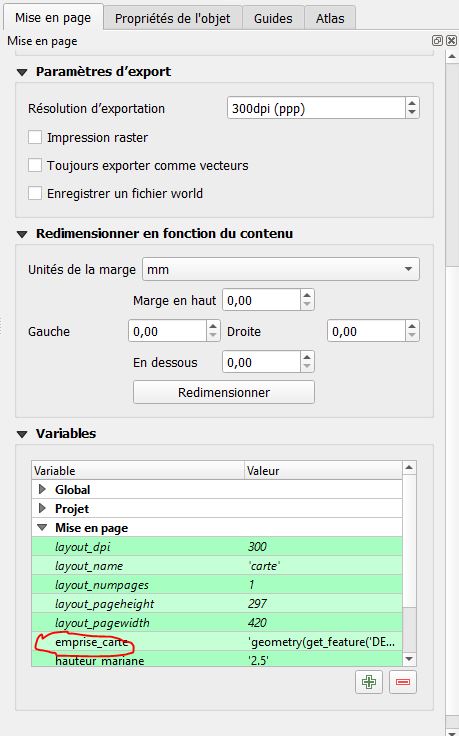 Mise en page Propriétés de l'objet Guides Atlas
Mise en page
Paramètres d'export
Résolution d'exportation 300dpi (ppp)
Impression raster
Toujours exporter comme vecteurs
Enregistrer un fichier world
Redimensionner en fonction du contenu
Unités de la marge mm
Marge en haut 0,00
Gauche 0,00 Droite 0,00
En dessous 0,00
Redimensionner
Variables
Variable Valeur
Global
Projet
Mise en page
layout_dpi 300
layout_name 'carte'
layout_numpages 1
layout_pageheight 297
layout_pagewidth 420
emprise_carte 'geometry(get_feature('DE...
hauteur_mariane '2.5'